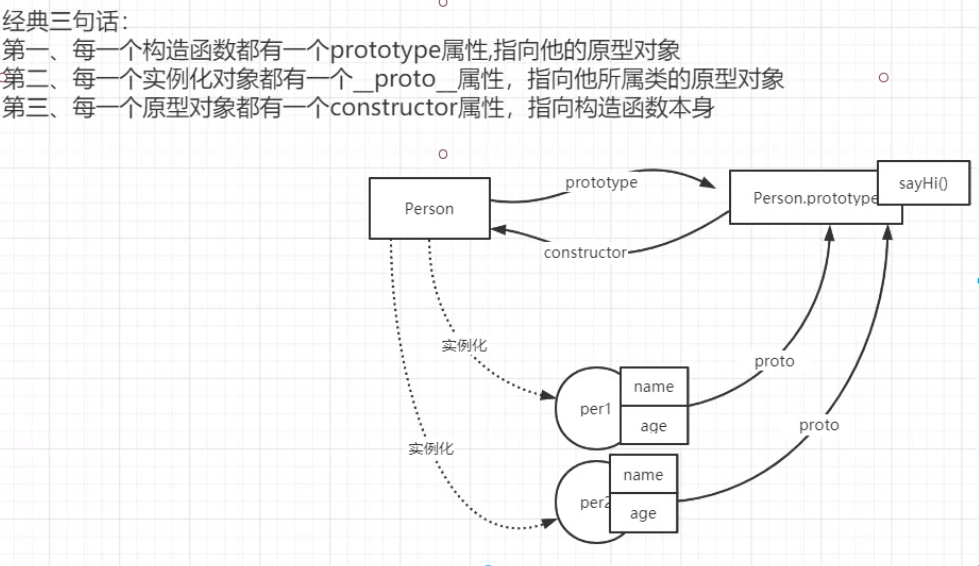 经典三句话：
第一、每一个构造函数都有一个prototype属性,指向他的原型对象
第二、每一个实例化对象都有一个__proto__属性，指向他所属类的原型对象
第三、每一个原型对象都有一个constructor属性，指向构造函数本身
prototype
Person
Person.prototype
sayHi()
constructor
实例化
proto
per1
name
age
实例化
proto
per2
name
age